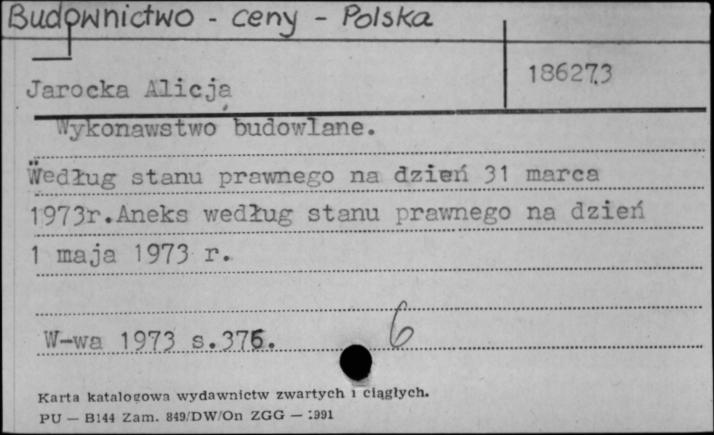 Budownictwo - ceny - Polska
186273
Jarocka Alicja
Wykonawstwo budowlane.
Według stanu prawnego na dzień 31 marca
1973r.Aneks według stanu prawnego na dzień
1 maja 1973 r.
W-wa 1973 s.376. 6
Karta katalogowa wydawnictw zwartych i ciągłych.
PU — B144 Zam. 849/DW/On ZGG — 1991